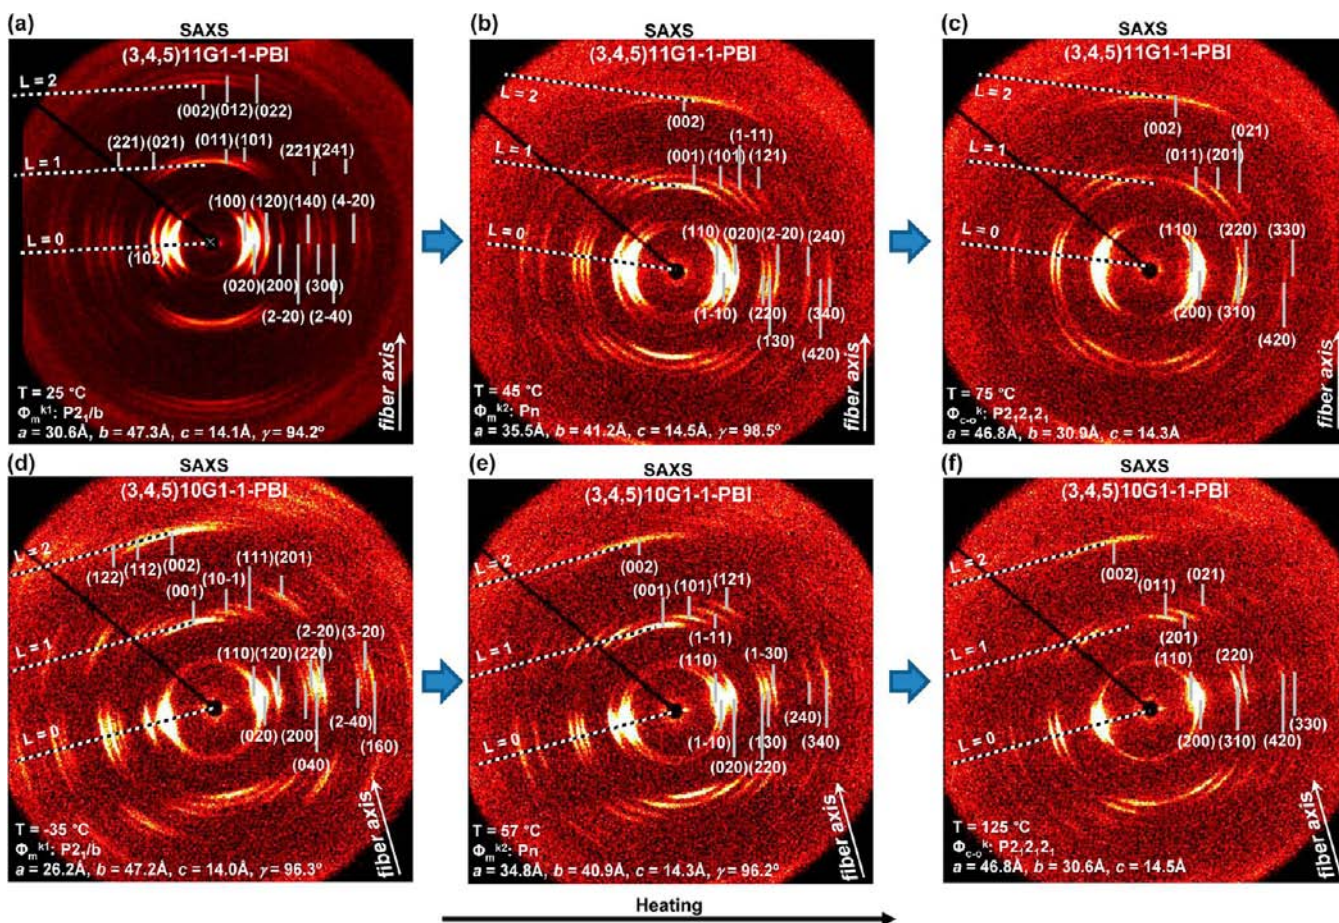 (a)
SAXS
(3,4,5)11G1-1-PBI
L = 2
(002)(012)(022)
(221)(021)
(011)(101)
(221)(241)
L = 1
(100)(120)(140)
(4-20)
L = 0
(102)
(020)(200)
(300)
(2-20)
(2-40)
fiber axis
T = 25 °C
Φm^k1: P2₁/b
a = 30.6Å, b = 47.3Å, c = 14.1Å, γ = 94.2°
(b)
SAXS
(3,4,5)11G1-1-PBI
L = 2
(002)
(1-11)
(001)
(101)
(121)
L = 1
L = 0
(110)
(020)(2-20)
(240)
(1-10)
(220)
(340)
(130)
(420)
fiber axis
T = 45 °C
Φm^k2: Pn
a = 35.5Å, b = 41.2Å, c = 14.5Å, γ = 98.5°
(c)
SAXS
(3,4,5)11G1-1-PBI
L = 2
(002)
(021)
(011)(201)
L = 1
L = 0
(110)
(220)
(330)
(200)
(310)
(420)
fiber axis
T = 75 °C
Φc-o^k: P2₁2₁2₁
a = 46.8Å, b = 30.9Å, c = 14.3Å
(d)
SAXS
(3,4,5)10G1-1-PBI
L = 2
(122)
(112)
(002)
(111)(201)
(10-1)
(001)
L = 1
(2-20)(3-20)
(110)(120)
(220)
L = 0
(020)
(200)
(2-40)
(040)
(160)
fiber axis
T = -35 °C
Φm^k1: P2₁/b
a = 26.2Å, b = 47.2Å, c = 14.0Å, γ = 96.3°
(e)
SAXS
(3,4,5)10G1-1-PBI
L = 2
(002)
(001)
(101)
(121)
(1-11)
L = 1
(110)
(1-30)
L = 0
(240)
(1-10)
(130)
(340)
(020)(220)
fiber axis
T = 57 °C
Φm^k2: Pn
a = 34.8Å, b = 40.9Å, c = 14.3Å, γ = 96.2°
(f)
SAXS
(3,4,5)10G1-1-PBI
L = 2
(002)
(011)
(021)
(201)
L = 1
(110)
(220)
L = 0
(330)
(200)
(310)
(420)
fiber axis
T = 125 °C
Φc-o^k: P2₁2₁2₁
a = 46.8Å, b = 30.6Å, c = 14.5Å
Heating